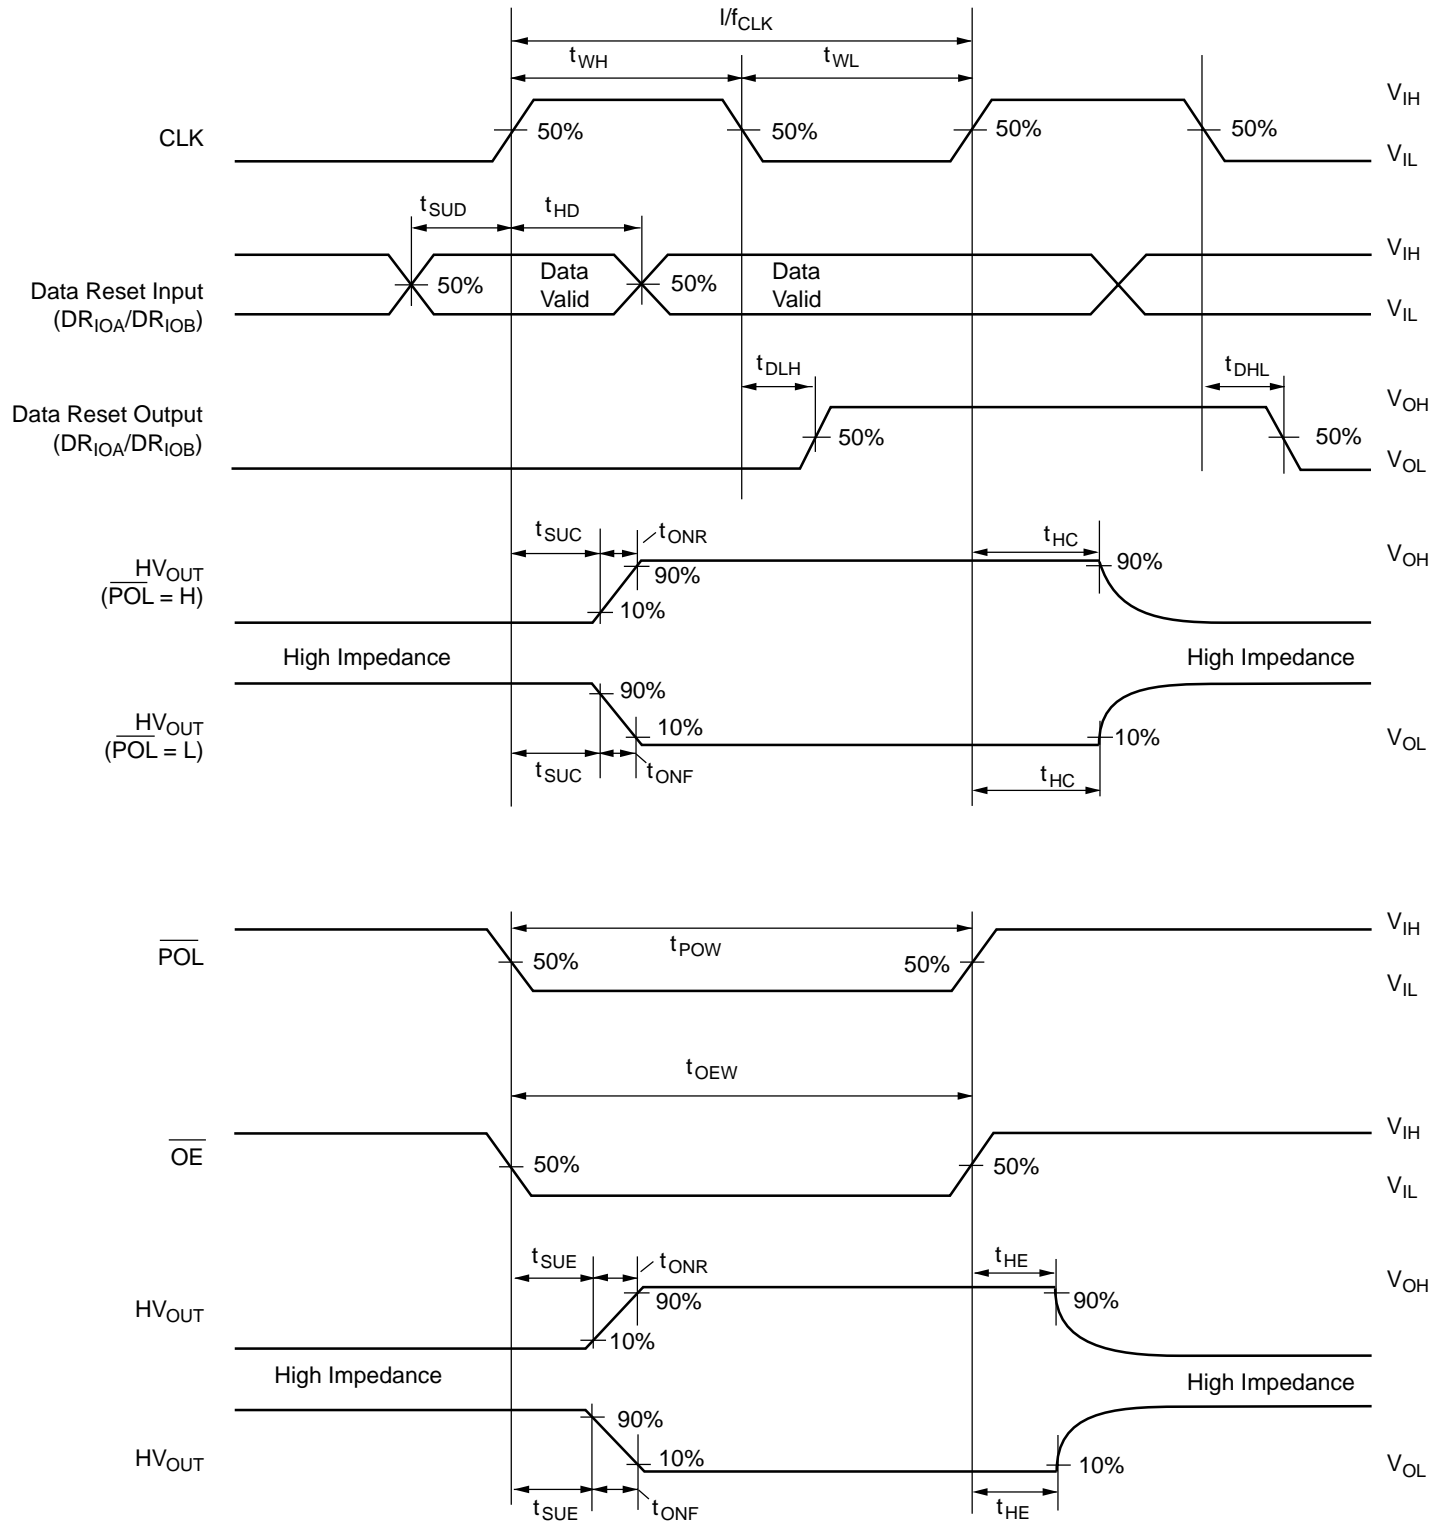 I/fCLK
tWH
tWL
VIH
CLK
50%
50%
50%
50%
VIL
tSUD
tHD
VIH
Data Reset Input
(DRIOA/DRIOB)
50%
Data
Valid
50%
Data
Valid
VIL
tDLH
tDHL
VOH
Data Reset Output
(DRIOA/DRIOB)
50%
50%
VOL
tSUC
tONR
tHC
VOH
HVOUT
(POL = H)
90%
10%
90%
High Impedance
High Impedance
90%
HVOUT
(POL = L)
10%
10%
VOL
tSUC
tONF
tHC
VIH
POL
tPOW
50%
50%
VIL
tOEW
VIH
OE
50%
50%
VIL
tSUE
tONR
tHE
VOH
HVOUT
90%
10%
90%
High Impedance
High Impedance
90%
HVOUT
10%
10%
VOL
tSUE
tONF
tHE